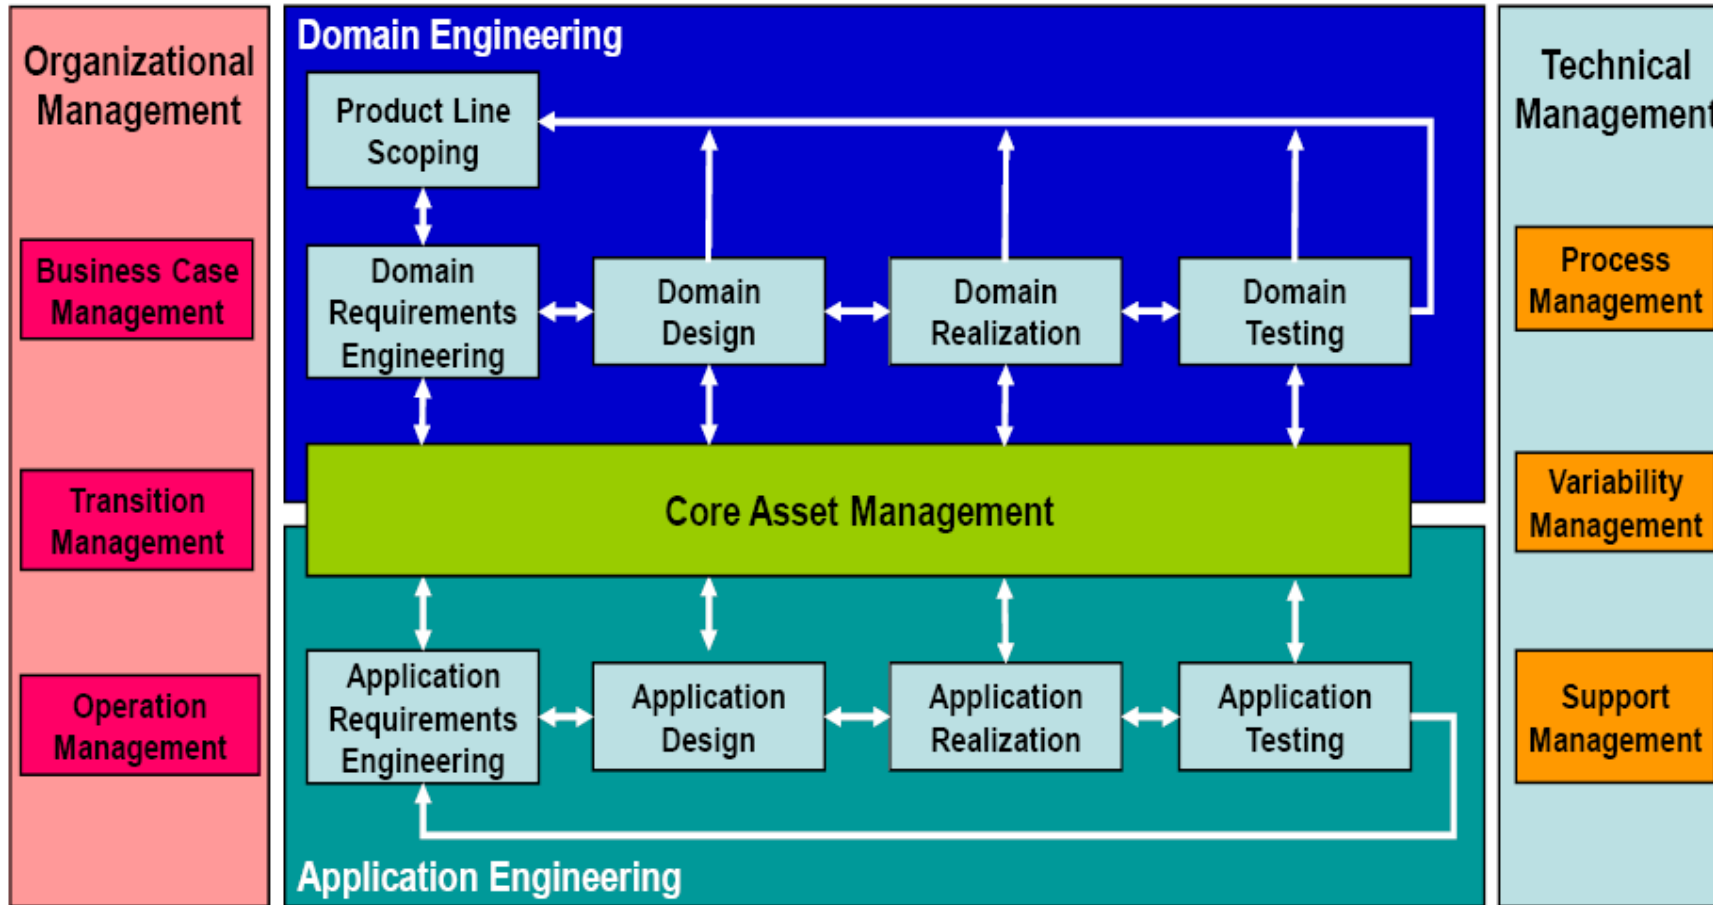 Organizational
Management
Business Case
Management
Transition
Management
Operation
Management
Domain Engineering
Product Line
Scoping
Domain
Requirements
Engineering
Domain
Design
Domain
Realization
Domain
Testing
Core Asset Management
Application
Requirements
Engineering
Application
Design
Application
Realization
Application
Testing
Application Engineering
Technical
Management
Process
Management
Variability
Management
Support
Management